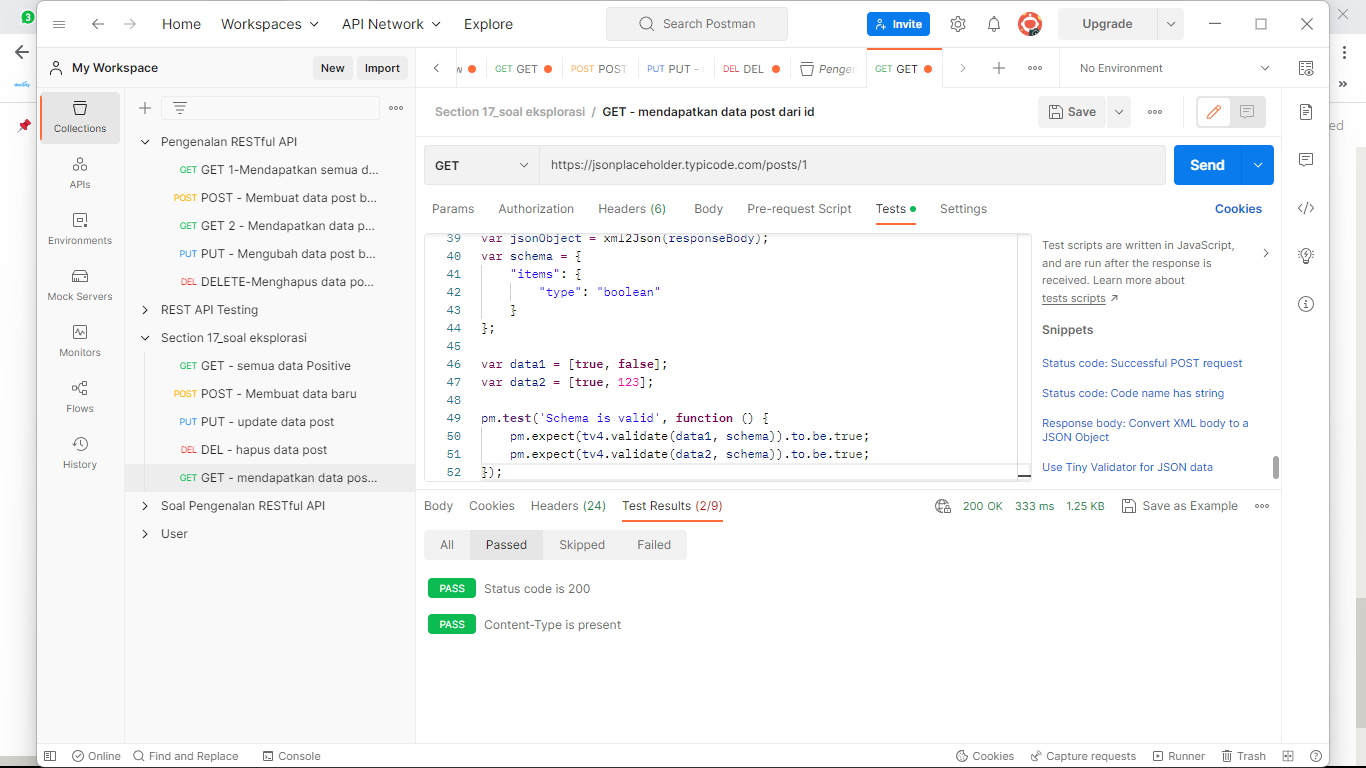 3
Home
Workspaces
API Network
Explore
Search Postman
Invite
Upgrade
My Workspace
New
Import
GET GET
POST POST
PUT PUT -
DEL DEL
Penge
GET GET
No Environment
Collections
APIs
Environments
Mock Servers
Monitors
Flows
History
Pengenalan RESTful API
GET GET 1-Mendapatkan semua d...
POST POST - Membuat data post b...
GET GET 2 - Mendapatkan data p...
PUT PUT - Mengubah data post b...
DEL DELETE-Menghapus data po...
REST API Testing
Section 17_soal eksplorasi
GET GET - semua data Positive
POST POST - Membuat data baru
PUT PUT - update data post
DEL DEL - hapus data post
GET GET - mendapatkan data pos...
Soal Pengenalan RESTful API
User
Section 17_soal eksplorasi / GET - mendapatkan data post dari id
Save
GET
https://jsonplaceholder.typicode.com/posts/1
Send
Params
Authorization
Headers (6)
Body
Pre-request Script
Tests
Settings
Cookies
39 var jsonObject = xml2Json(responseBody);
40 var schema = {
41 "items": {
42 "type": "boolean"
43 }
44 };
45
46 var data1 = [true, false];
47 var data2 = [true, 123];
48
49 pm.test('Schema is valid', function () {
50 pm.expect(tv4.validate(data1, schema)).to.be.true;
51 pm.expect(tv4.validate(data2, schema)).to.be.true;
52 });
Test scripts are written in JavaScript,
and are run after the response is
received. Learn more about
tests scripts
Snippets
Status code: Successful POST request
Status code: Code name has string
Response body: Convert XML body to a
JSON Object
Use Tiny Validator for JSON data
Body
Cookies
Headers (24)
Test Results (2/9)
200 OK
333 ms
1.25 KB
Save as Example
All
Passed
Skipped
Failed
PASS Status code is 200
PASS Content-Type is present
Online
Find and Replace
Console
Cookies
Capture requests
Runner
Trash